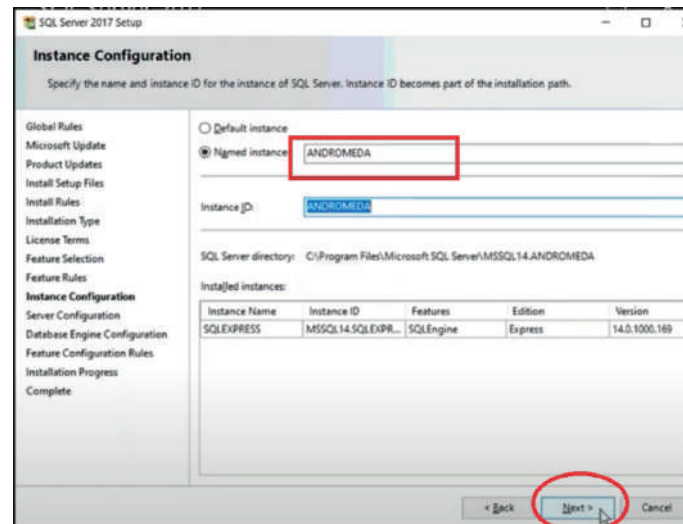 SQL Server 2017 Setup
Instance Configuration
Specify the name and instance ID for the instance of SQL Server. Instance ID becomes part of the installation path.
Global Rules
Microsoft Update
Product Updates
Install Setup Files
Install Rules
Installation Type
License Terms
Feature Selection
Feature Rules
Instance Configuration
Server Configuration
Database Engine Configuration
Feature Configuration Rules
Installation Progress
Complete
Default instance
Named instance: ANDROMEDA
Instance ID: ANDROMEDA
SQL Server directory: C:\Program Files\Microsoft SQL Server\MSSQL14.ANDROMEDA
Installed instances:
Instance Name Instance ID Features Edition Version
SQLEXPRESS MSSQL14.SQLEXPR... SQLEngine Express 14.0.1000.169
< Back Next > Cancel